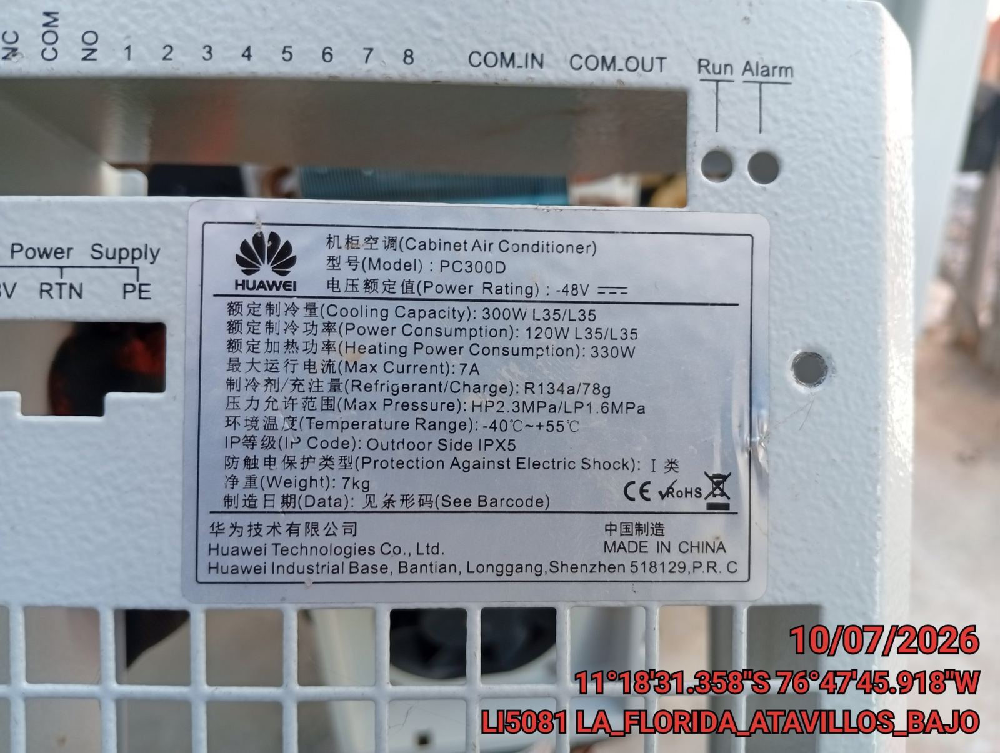 NC COM NO 1 2 3 4 5 6 7 8 COM_IN COM_OUT Run Alarm
Power Supply
RTN PE
HUAWEI
机柜空调(Cabinet Air Conditioner)
型号(Model) : PC300D
电压额定值(Power Rating) : -48V
额定制冷量(Cooling Capacity): 300W L35/L35
额定制冷功率(Power Consumption): 120W L35/L35
额定加热功率(Heating Power Consumption): 330W
最大运行电流(Max Current): 7A
制冷剂/充注量(Refrigerant/Charge): R134a/78g
压力允许范围(Max Pressure): HP2.3MPa/LP1.6MPa
环境温度(Temperature Range): -40℃~+55℃
IP等级(IP Code): Outdoor Side IPX5
防触电保护类型(Protection Against Electric Shock): I 类
净重(Weight): 7kg
制造日期(Data): 见条形码(See Barcode)
CE RoHS
华为技术有限公司
中国制造
Huawei Technologies Co., Ltd.
MADE IN CHINA
Huawei Industrial Base, Bantian, Longgang,Shenzhen 518129,P.R. C
10/07/2026
11°18'31.358"S 76°47'45.918"W
LI5081 LA_FLORIDA_ATAVILLOS_BAJO